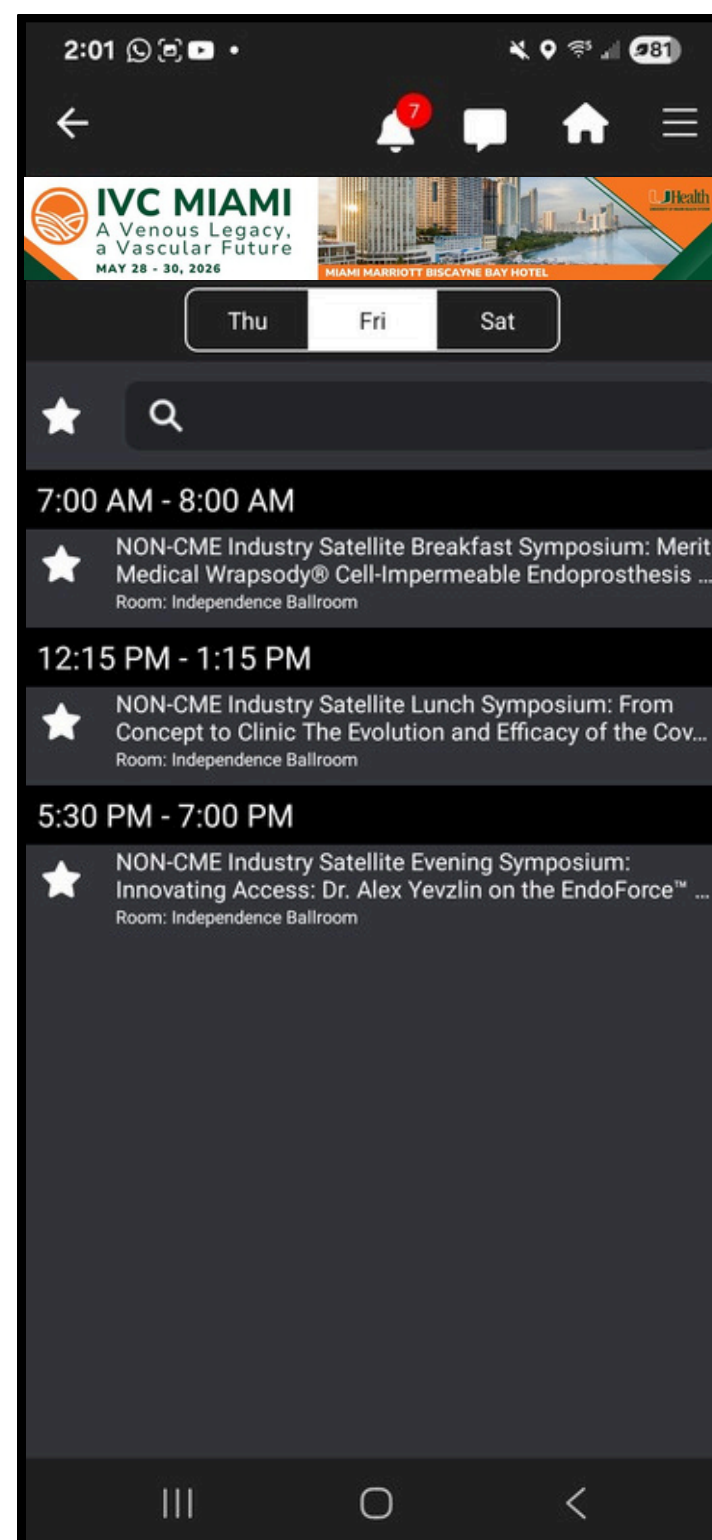 2:01
81
7
IVC MIAMI
A Venous Legacy,
a Vascular Future
MAY 28 - 30, 2026
MIAMI MARRIOTT BISCAYNE BAY HOTEL
UHealth
Thu Fri Sat
7:00 AM - 8:00 AM
NON-CME Industry Satellite Breakfast Symposium: Merit
Medical Wrapsody® Cell-Impermeable Endoprosthesis ...
Room: Independence Ballroom
12:15 PM - 1:15 PM
NON-CME Industry Satellite Lunch Symposium: From
Concept to Clinic The Evolution and Efficacy of the Cov...
Room: Independence Ballroom
5:30 PM - 7:00 PM
NON-CME Industry Satellite Evening Symposium:
Innovating Access: Dr. Alex Yevzlin on the EndoForce™ ...
Room: Independence Ballroom